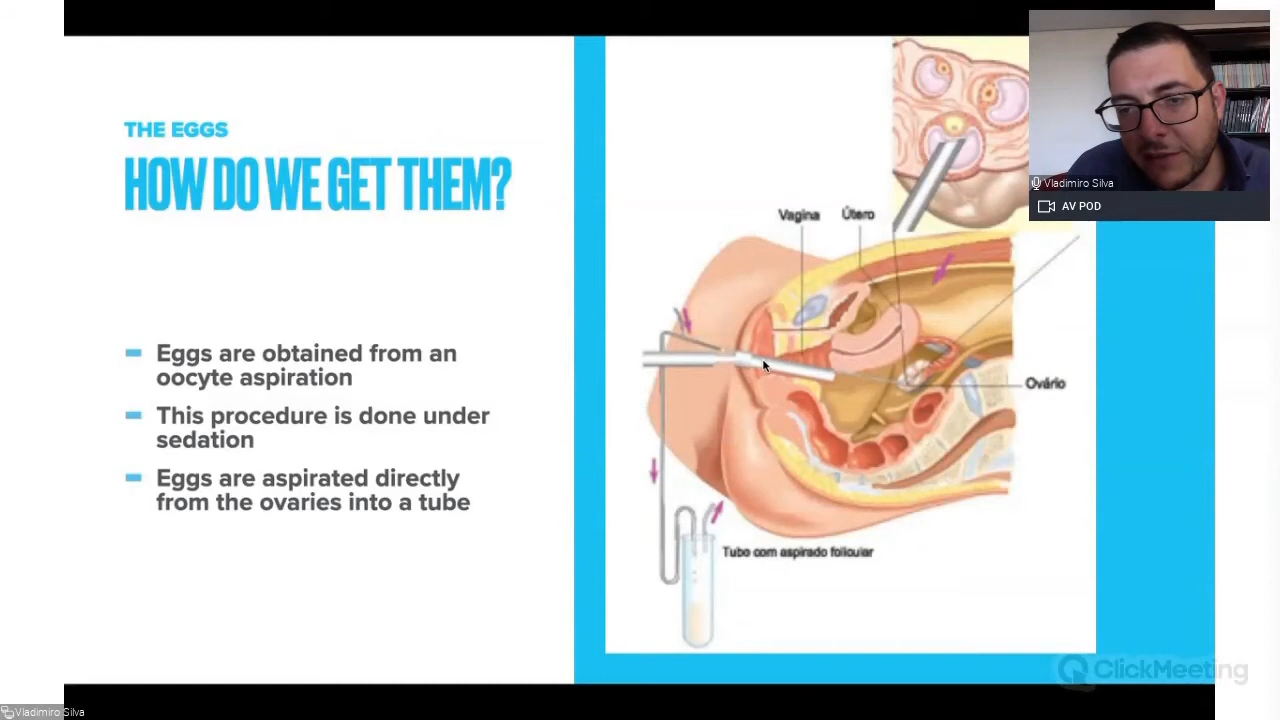 THE EGGS
HOW DO WE GET THEM?
Eggs are obtained from an
oocyte aspiration
This procedure is done under
sedation
Eggs are aspirated directly
from the ovaries into a tube
Vagina
Útero
Ovário
Tubo com aspirado folicular
Vladimiro Silva
AV POD
ClickMeeting
Vladimiro Silva